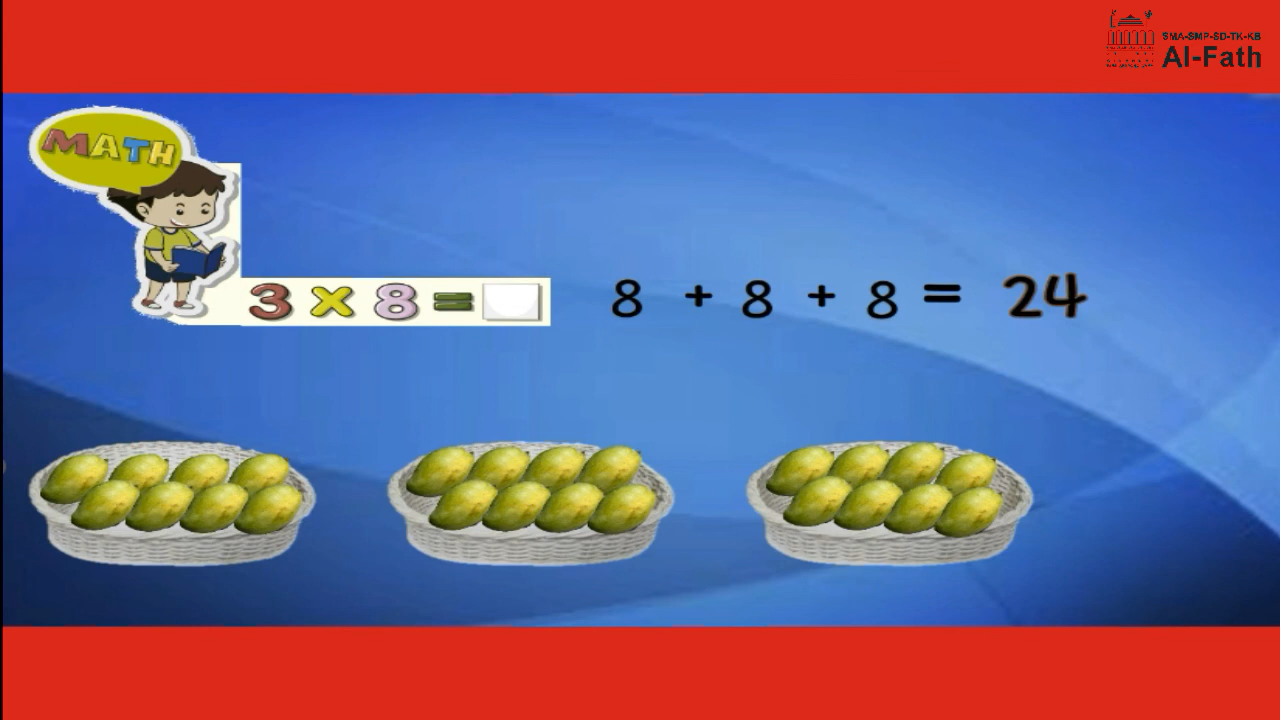 SMA-SMP-SD-TK-KB
Al-Fath
MATH
3 x 8 =
8 + 8 + 8 = 24